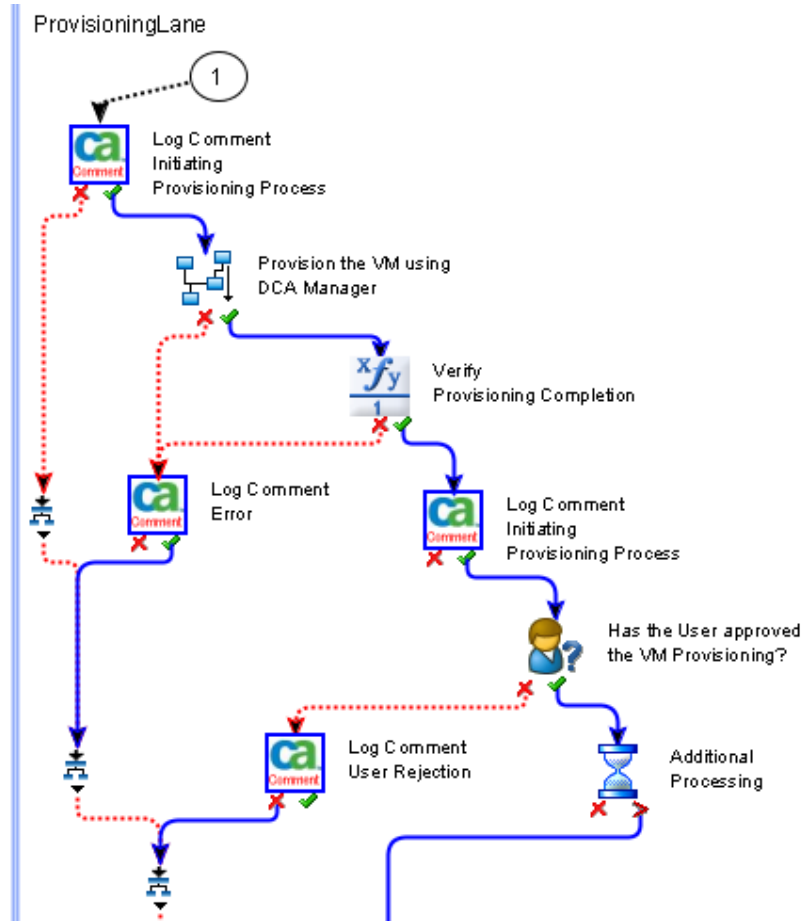 ProvisioningLane
1
Log Comment
Initiating
Provisioning Process
ca
Comment
Provision the VM using
DCA Manager
x f y
1
Verify
Provisioning Completion
ca
Comment
Log Comment
Error
ca
Comment
Log Comment
Initiating
Provisioning Process
?
Has the User approved
the VM Provisioning?
ca
Comment
Log Comment
User Rejection
Additional
Processing